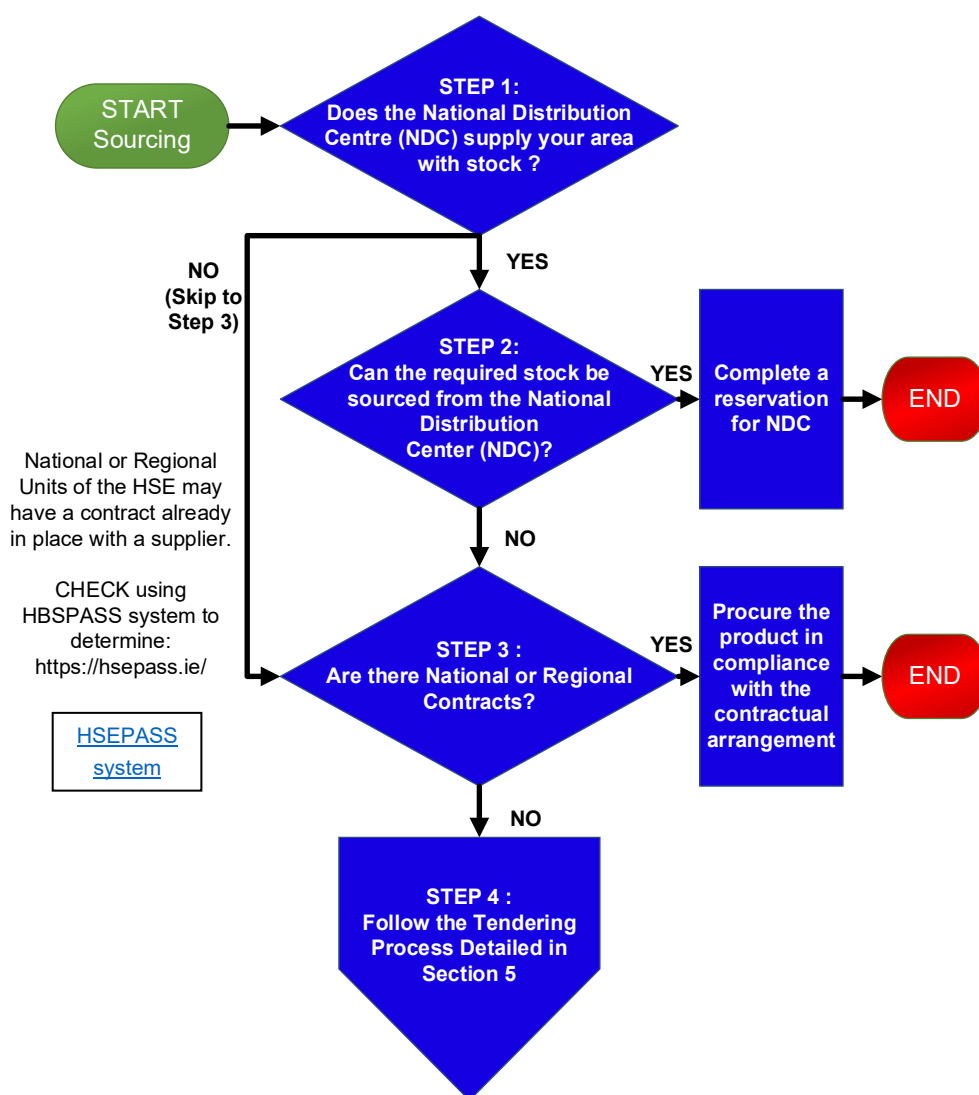 START
Sourcing
STEP 1:
Does the National Distribution
Centre (NDC) supply your area
with stock ?
NO
(Skip to
Step 3)
YES
STEP 2:
Can the required stock be
sourced from the National
Distribution
Center (NDC)?
YES
Complete a
reservation
for NDC
END
National or Regional
Units of the HSE may
have a contract already
in place with a supplier.
CHECK using
HBSPASS system to
determine:
https://hsepass.ie/
HSEPASS
system
NO
STEP 3 :
Are there National or Regional
Contracts?
YES
Procure the
product in
compliance
with the
contractual
arrangement
END
NO
STEP 4 :
Follow the Tendering
Process Detailed in
Section 5